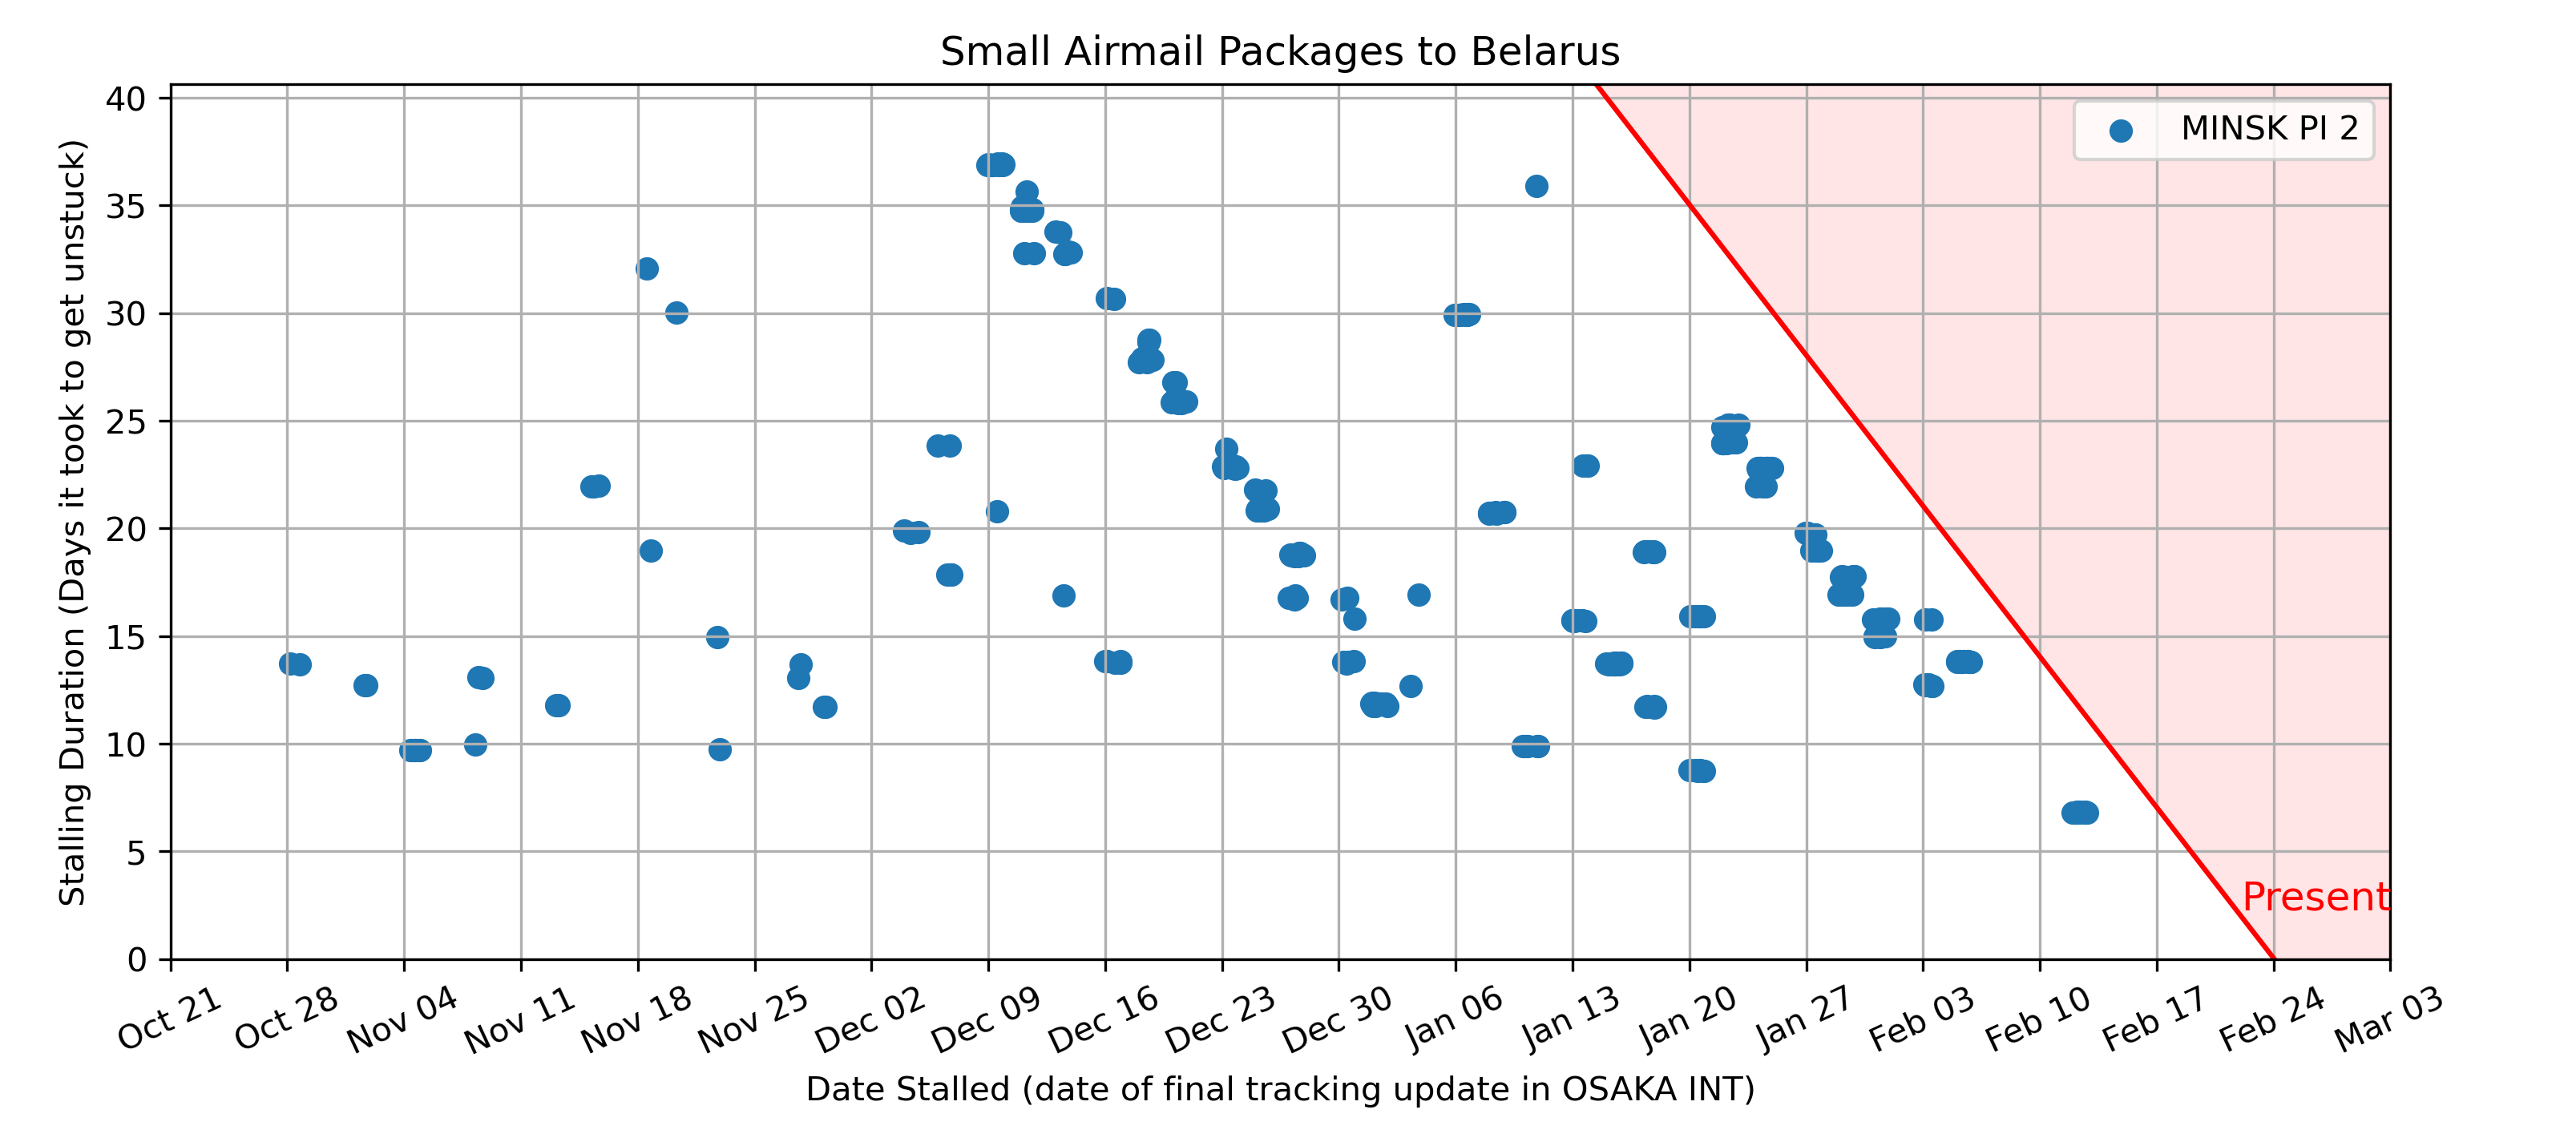 Small Airmail Packages to Belarus
MINSK PI 2
Stalling Duration (Days it took to get unstuck)
40
35
30
25
20
15
10
5
0
Present
Oct 21
Oct 28
Nov 04
Nov 11
Nov 18
Nov 25
Dec 02
Dec 09
Dec 16
Dec 23
Dec 30
Jan 06
Jan 13
Jan 20
Jan 27
Feb 03
Feb 10
Feb 17
Feb 24
Mar 03
Date Stalled (date of final tracking update in OSAKA INT)